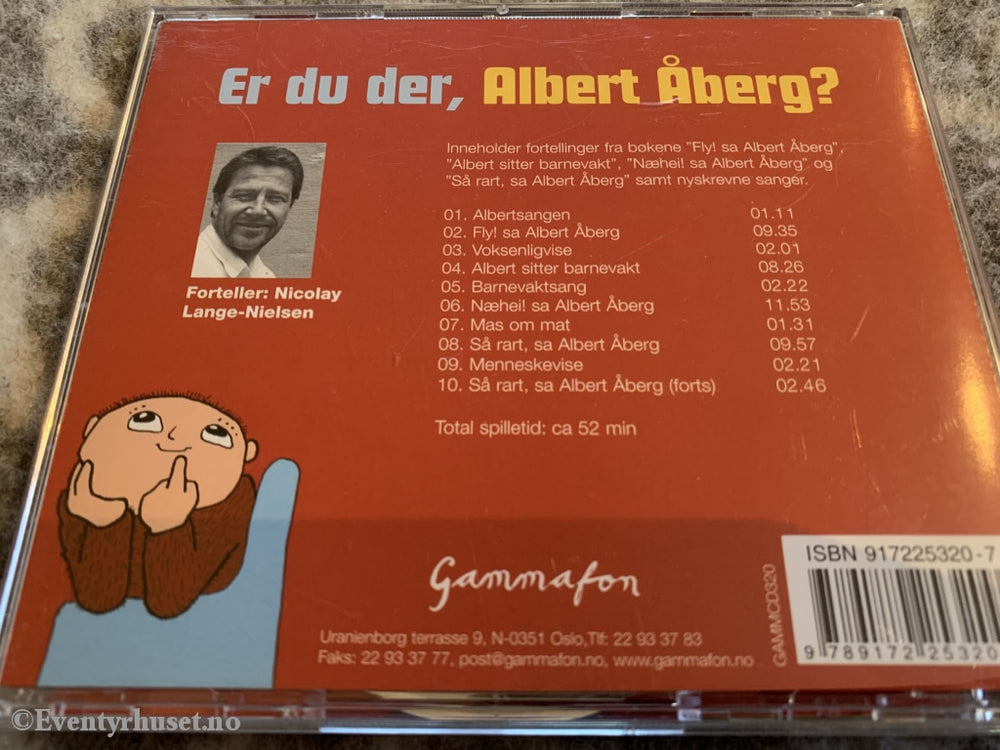 Er du der, Albert Åberg?
Inneholder fortellinger fra bøkene "Fly! sa Albert Åberg",
"Albert sitter barnevakt", "Næhei! sa Albert Åberg" og
"Så rart, sa Albert Åberg" samt nyskrevne sanger.
01. Albertsangen 01.11
02. Fly! sa Albert Åberg 09.35
03. Voksenligvise 02.01
04. Albert sitter barnevakt 08.26
05. Barnevaktsang 02.22
06. Næhei! sa Albert Åberg 11.53
07. Mas om mat 01.31
08. Så rart, sa Albert Åberg 09.57
09. Menneskevise 02.21
10. Så rart, sa Albert Åberg (forts) 02.46
Total spilletid: ca 52 min
Forteller: Nicolay
Lange-Nielsen
Gammafon
Uranienborg terrasse 9, N-0351 Oslo,Tlf: 22 93 37 83
Faks: 22 93 37 77, post@gammafon.no, www.gammafon.no
GAMMCD320
ISBN 917225320-7
9 789172 25320
©Eventyrhuset.no